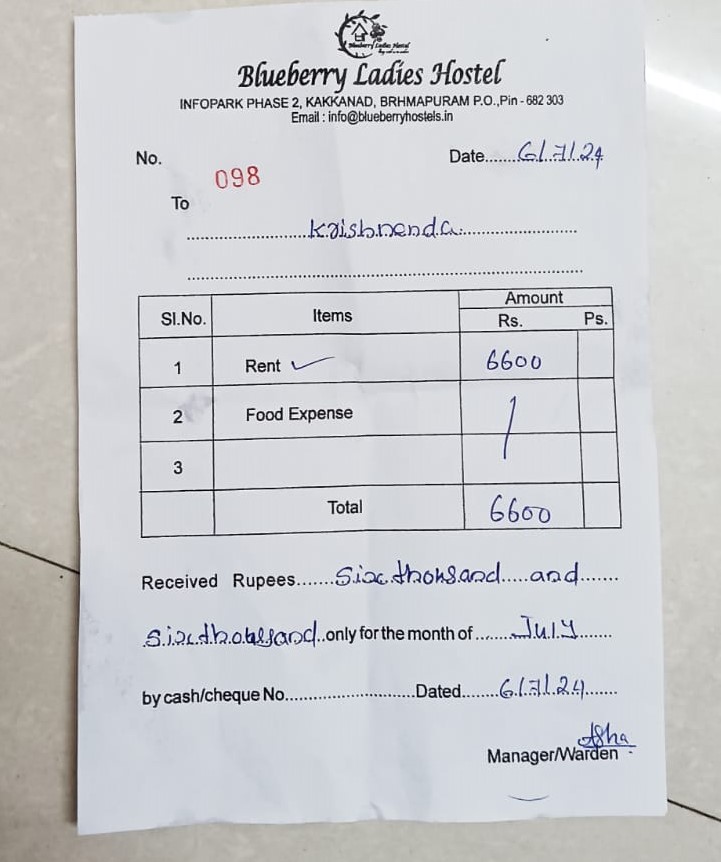 Blueberry Ladies Hostel
Blueberry Ladies Hostel
INFOPARK PHASE 2, KAKKANAD, BRHMAPURAM P.O.,Pin - 682 303
Email : info@blueberryhostels.in
No. 098 Date.......6/7/24
To
....................Krishnenda....................
..............................................................
Sl.No. Items Amount
Rs. Ps.
1 Rent ✓ 6600
2 Food Expense /
3
Total 6600
Received Rupees.......Six thousand.....and.......
Six thousand..only for the month of.......July.......
by cash/cheque No..........................Dated.......6/7/24.......
Asha
Manager/Warden